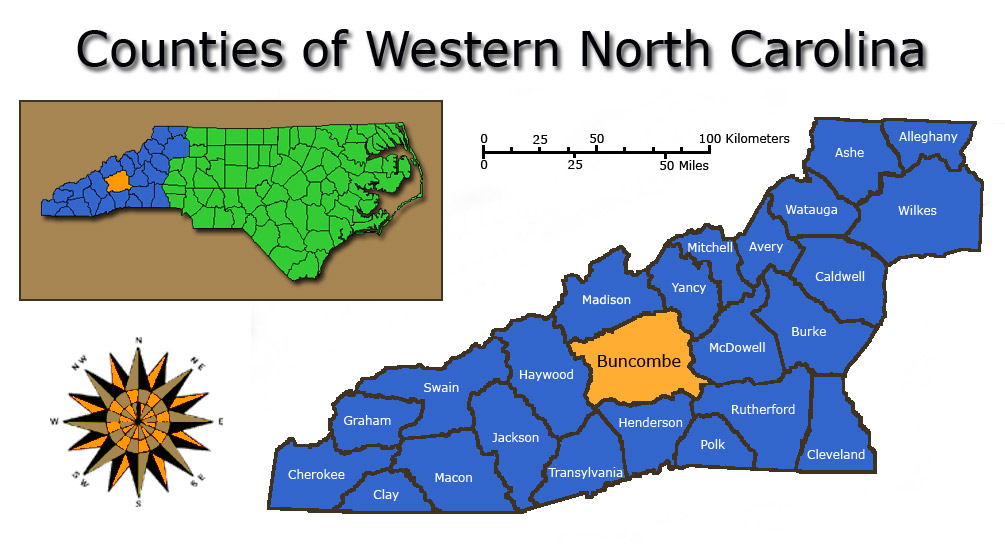 Counties of Western North Carolina
0 25 50 100 Kilometers
25 50 Miles
Alleghany
Ashe
Watauga
Wilkes
Mitchell
Avery
Caldwell
Yancy
Madison
Burke
McDowell
Buncombe
Haywood
Swain
Rutherford
Graham
Henderson
Jackson
Polk
Cleveland
Cherokee
Macon
Transylvania
Clay
N
NW
NE
W
E
SW
SE
S